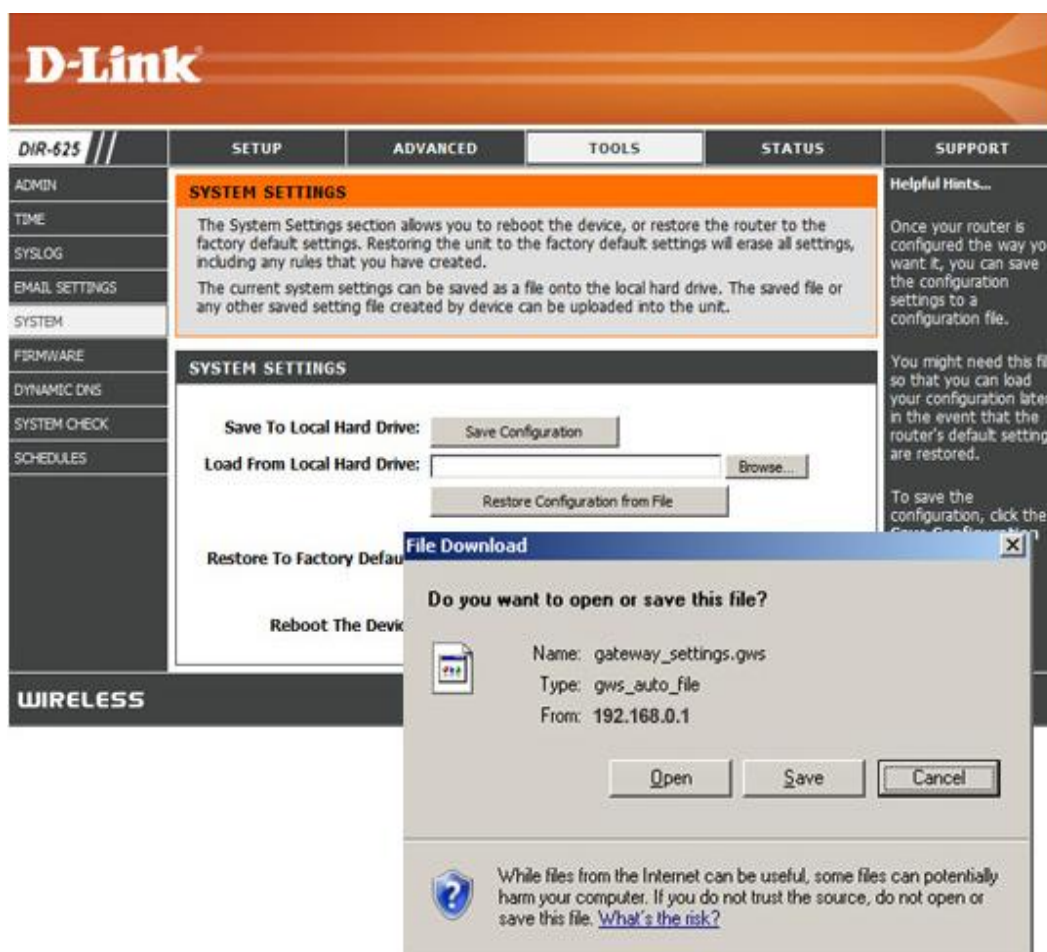 D-Link
DIR-625
SETUP
ADVANCED
TOOLS
STATUS
SUPPORT
ADMIN
TIME
SYSLOG
EMAIL SETTINGS
SYSTEM
FIRMWARE
DYNAMIC DNS
SYSTEM CHECK
SCHEDULES
SYSTEM SETTINGS
The System Settings section allows you to reboot the device, or restore the router to the
factory default settings. Restoring the unit to the factory default settings will erase all settings,
including any rules that you have created.
The current system settings can be saved as a file onto the local hard drive. The saved file or
any other saved setting file created by device can be uploaded into the unit.
SYSTEM SETTINGS
Save To Local Hard Drive:
Save Configuration
Load From Local Hard Drive:
Browse...
Restore Configuration from File
Restore To Factory Defau
Reboot The Devic
Helpful Hints...
Once your router is
configured the way yo
want it, you can save
the configuration
settings to a
configuration file.
You might need this fil
so that you can load
your configuration late
in the event that the
router's default setting
are restored.
To save the
configuration, click the
Save Configuration
WIRELESS
File Download
Do you want to open or save this file?
Name: gateway_settings.gws
Type: gws_auto_file
From: 192.168.0.1
Open
Save
Cancel
While files from the Internet can be useful, some files can potentially
harm your computer. If you do not trust the source, do not open or
save this file. What's the risk?